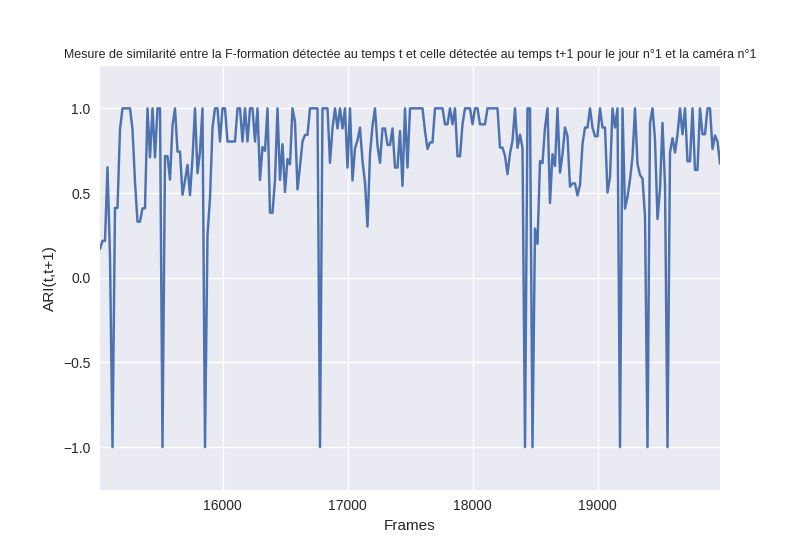 Mesure de similarité entre la F-formation détectée au temps t et celle détectée au temps t+1 pour le jour n°1 et la caméra n°1
1.0
0.5
0.0
−0.5
−1.0
ARI(t,t+1)
16000 17000 18000 19000
Frames